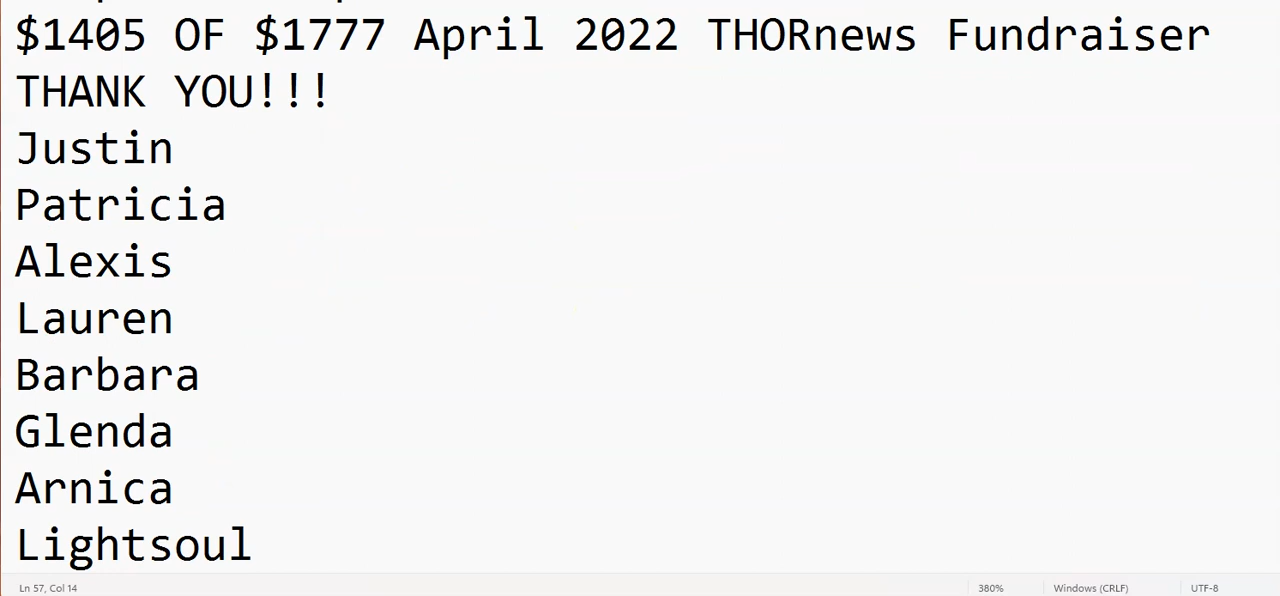 $1405 OF $1777 April 2022 THORnews Fundraiser
THANK YOU!!!
Justin
Patricia
Alexis
Lauren
Barbara
Glenda
Arnica
Lightsoul
Ln 57, Col 14 380% Windows (CRLF) UTF-8